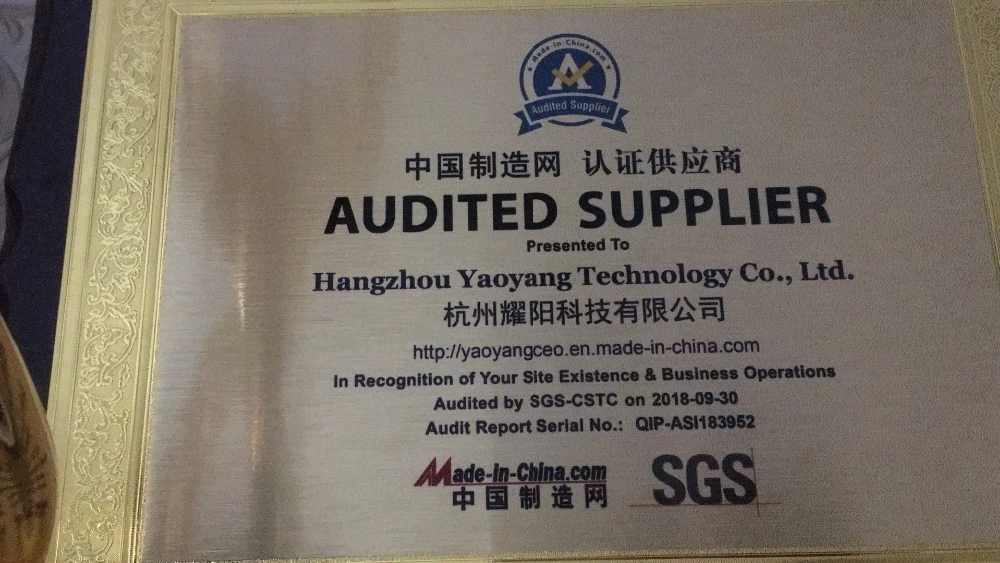 ★ Made-in-China.com ★
A
Audited Supplier
中国制造网 认证供应商
AUDITED SUPPLIER
Presented To
Hangzhou Yaoyang Technology Co., Ltd.
杭州耀阳科技有限公司
http://yaoyangceo.en.made-in-china.com
In Recognition of Your Site Existence & Business Operations
Audited by SGS-CSTC on 2018-09-30
Audit Report Serial No.: QIP-ASI183952
Made-in-China.com
中国制造网
SGS